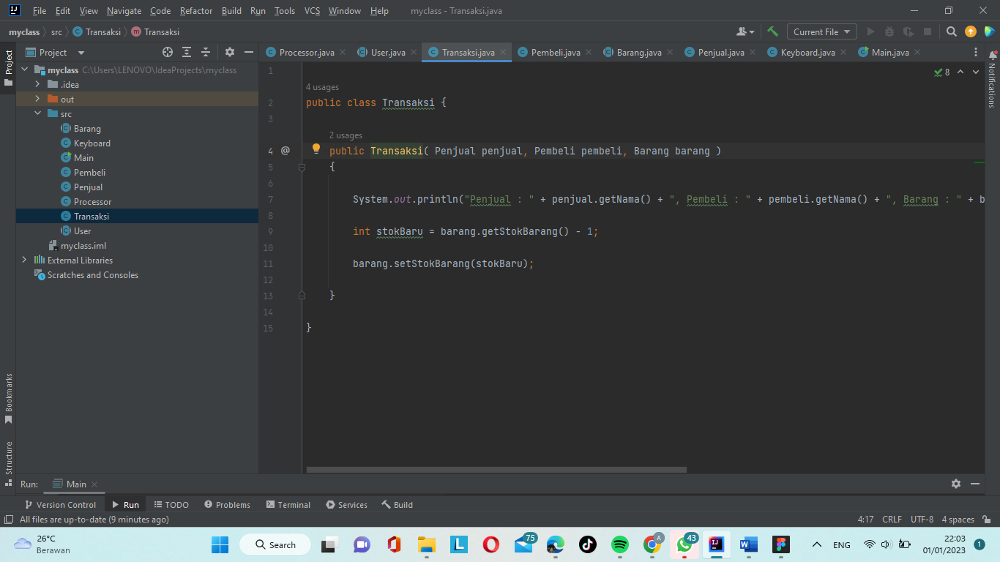 File Edit View Navigate Code Refactor Build Run Tools VCS Window Help myclass - Transaksi.java
myclass src Transaksi m Transaksi Current File
Project
Processor.java User.java Transaksi.java Pembeli.java Barang.java Penjual.java Keyboard.java Main.java
Project
Notifications
myclass C:\Users\LENOVO\IdeaProjects\myclass
.idea
out
src
Barang
Keyboard
Main
Pembeli
Penjual
Processor
Transaksi
User
myclass.iml
External Libraries
Scratches and Consoles
8
1
4 usages
2 public class Transaksi {
3
2 usages
4 @ public Transaksi( Penjual penjual, Pembeli pembeli, Barang barang )
5 {
6
7 System.out.println("Penjual : " + penjual.getNama() + ", Pembeli : " + pembeli.getNama() + ", Barang : " + b
8
9 int stokBaru = barang.getStokBarang() - 1;
10
11 barang.setStokBarang(stokBaru);
12
13 }
14
15 }
Bookmarks
Structure
Run: Main
Version Control Run TODO Problems Terminal Services Build
All files are up-to-date (9 minutes ago) 4:17 CRLF UTF-8 4 spaces
26°C
Berawan
Search
75
43
ENG
22:03
01/01/2023
1